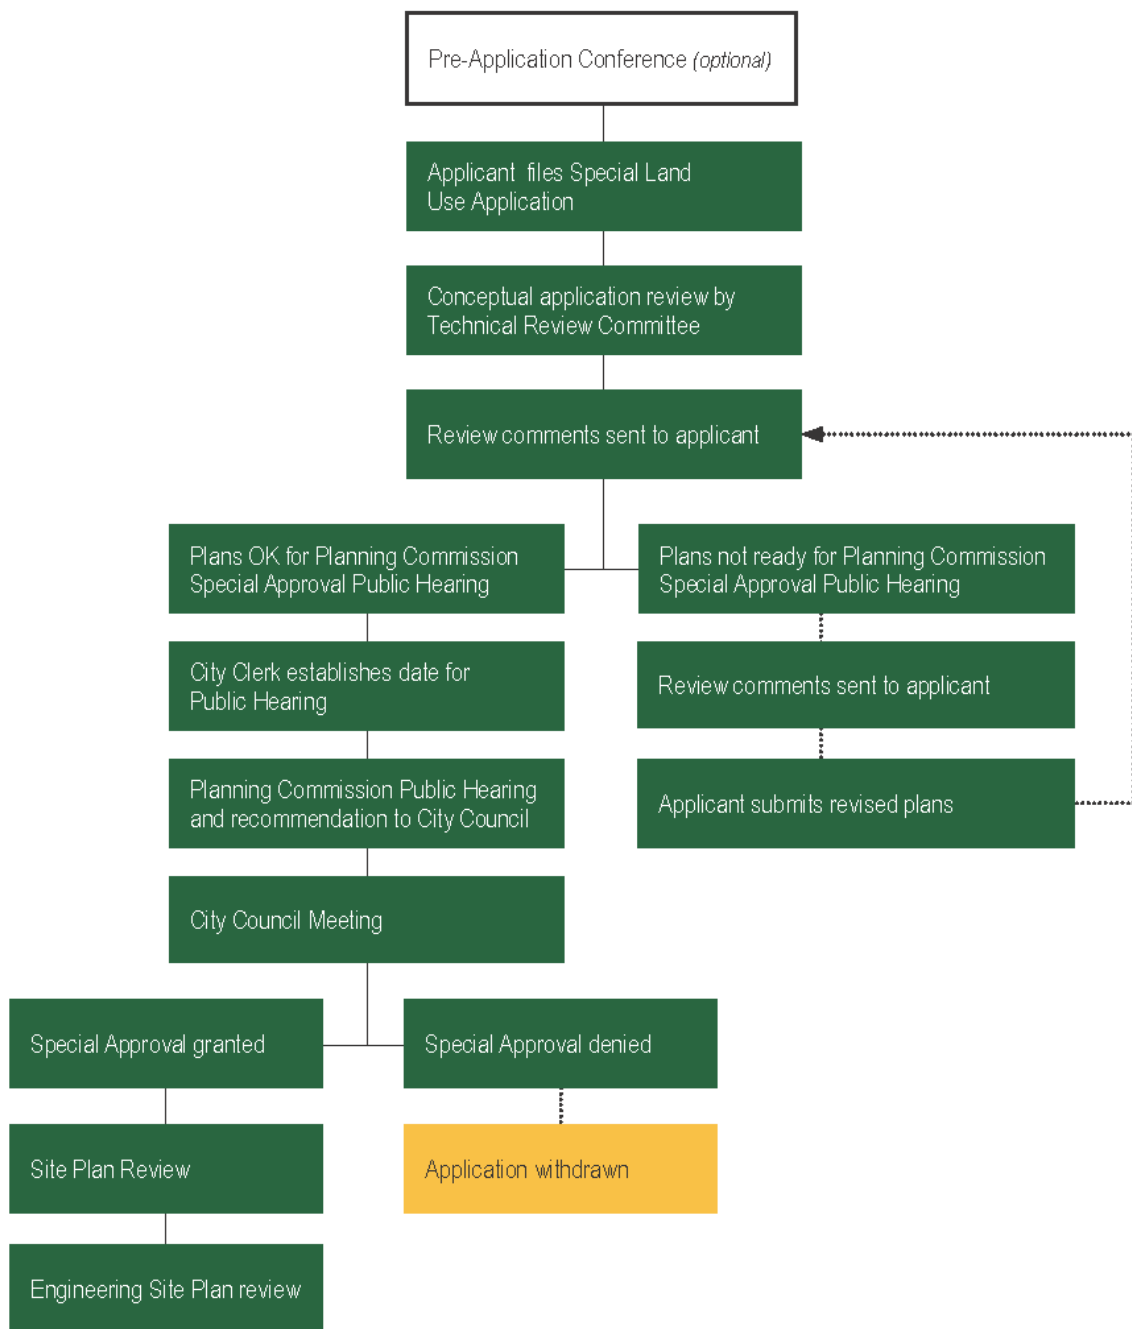 Pre-Application Conference (optional)
Applicant files Special Land
Use Application
Conceptual application review by
Technical Review Committee
Review comments sent to applicant
Plans OK for Planning Commission
Special Approval Public Hearing
Plans not ready for Planning Commission
Special Approval Public Hearing
City Clerk establishes date for
Public Hearing
Review comments sent to applicant
Planning Commission Public Hearing
and recommendation to City Council
Applicant submits revised plans
City Council Meeting
Special Approval granted
Special Approval denied
Site Plan Review
Application withdrawn
Engineering Site Plan review